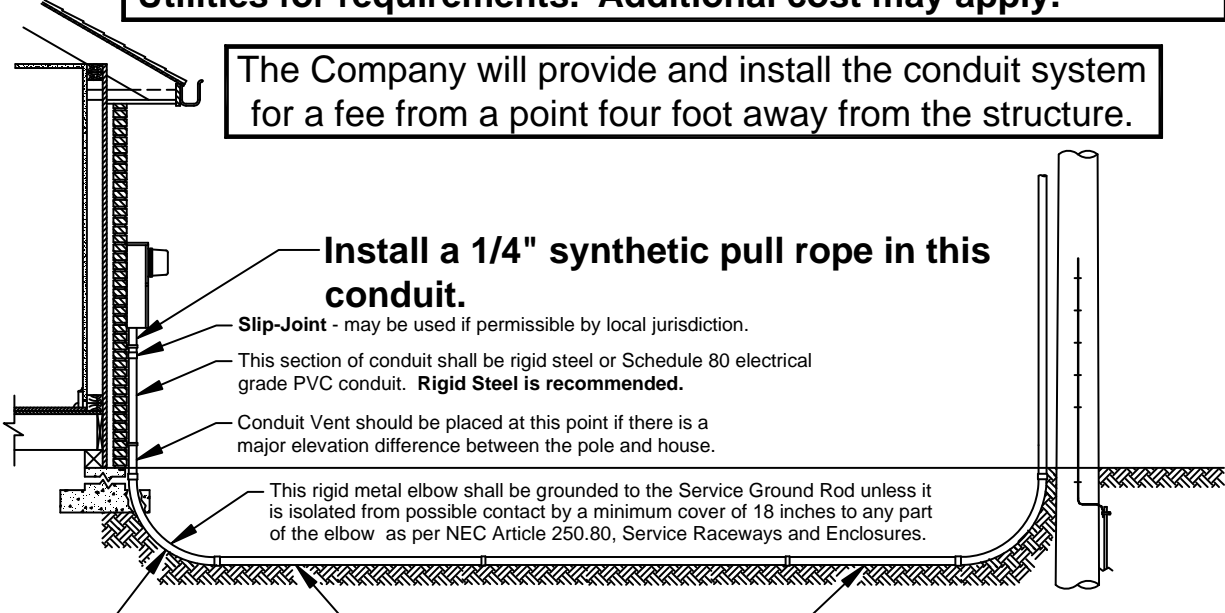 Utilities for requirements. Additional cost may apply.
The Company will provide and install the conduit system
for a fee from a point four foot away from the structure.
Install a 1/4" synthetic pull rope in this
conduit.
Slip-Joint - may be used if permissible by local jurisdiction.
This section of conduit shall be rigid steel or Schedule 80 electrical
grade PVC conduit. Rigid Steel is recommended.
Conduit Vent should be placed at this point if there is a
major elevation difference between the pole and house.
This rigid metal elbow shall be grounded to the Service Ground Rod unless it
is isolated from possible contact by a minimum cover of 18 inches to any part
of the elbow as per NEC Article 250.80, Service Raceways and Enclosures.